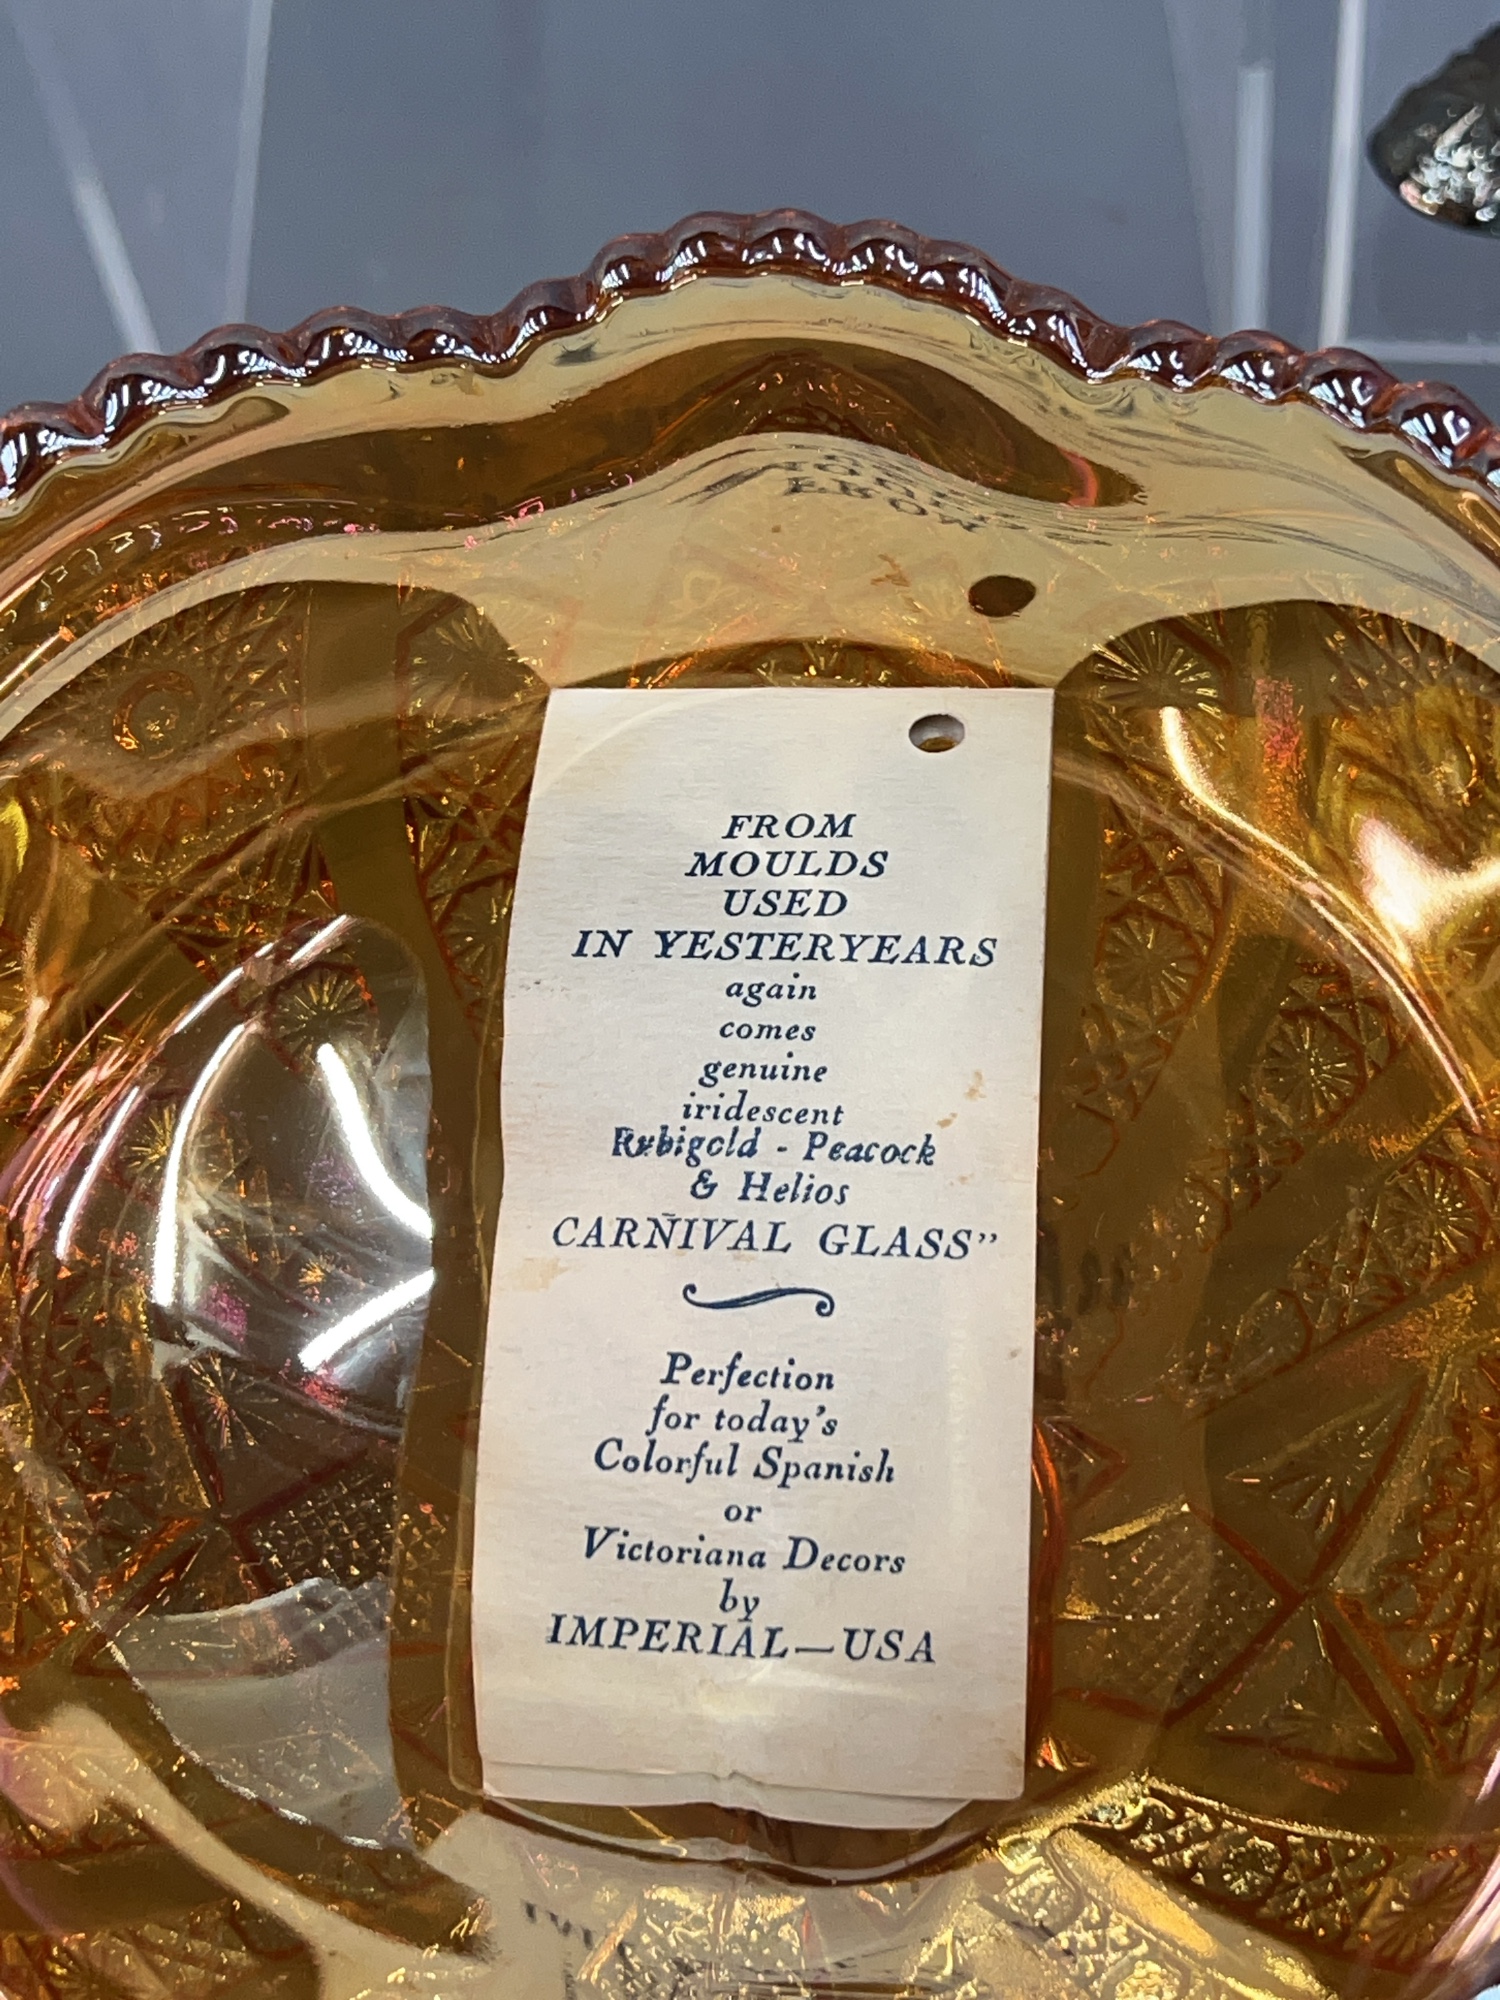 FROM
MOULDS
USED
IN YESTERYEARS
again
comes
genuine
iridescent
Rubigold - Peacock
& Helios
CARÑIVAL GLASS”
Perfection
for today’s
Colorful Spanish
or
Victoriana Decors
by
IMPERIAL—USA